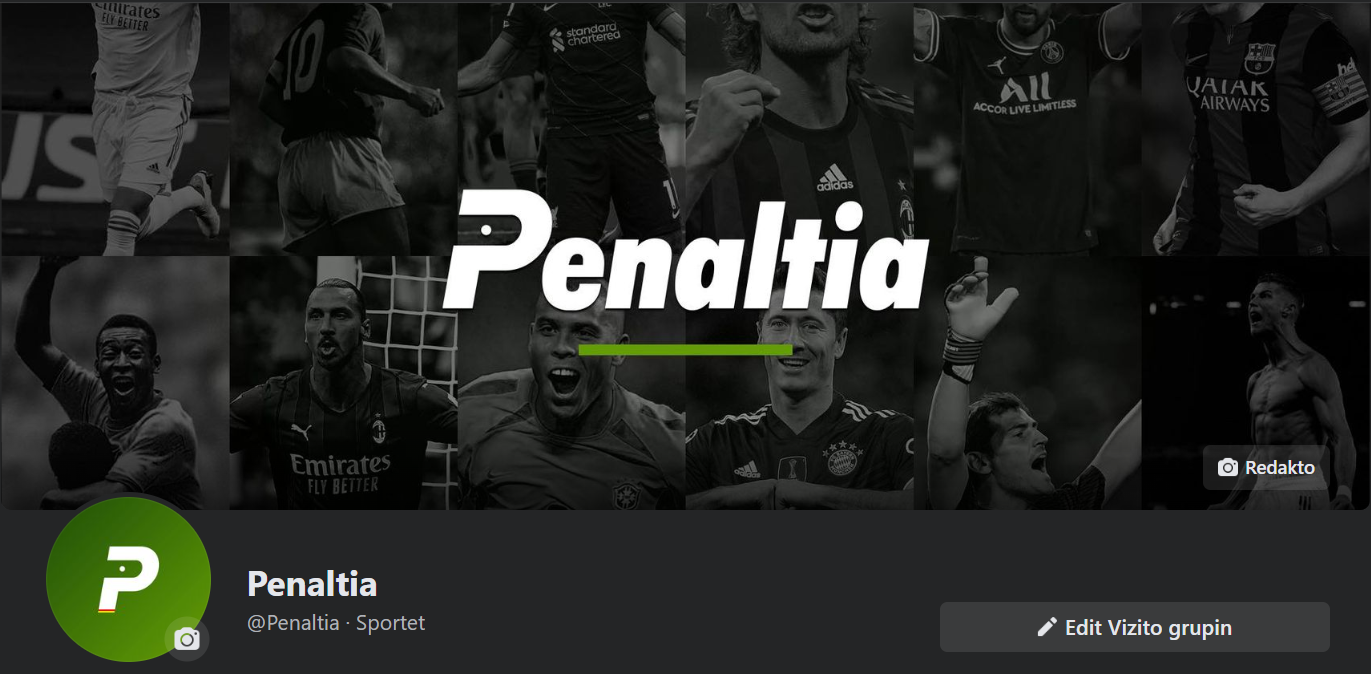 Emirates
FLY BETTER
10
standard
chartered
adidas
ALL
ACCOR LIVE LIMITLESS
QATAR
AIRWAYS
Penaltia
Emirates
FLY BETTER
Redakto
P
Penaltia
@Penaltia · Sportet
Edit Vizito grupin